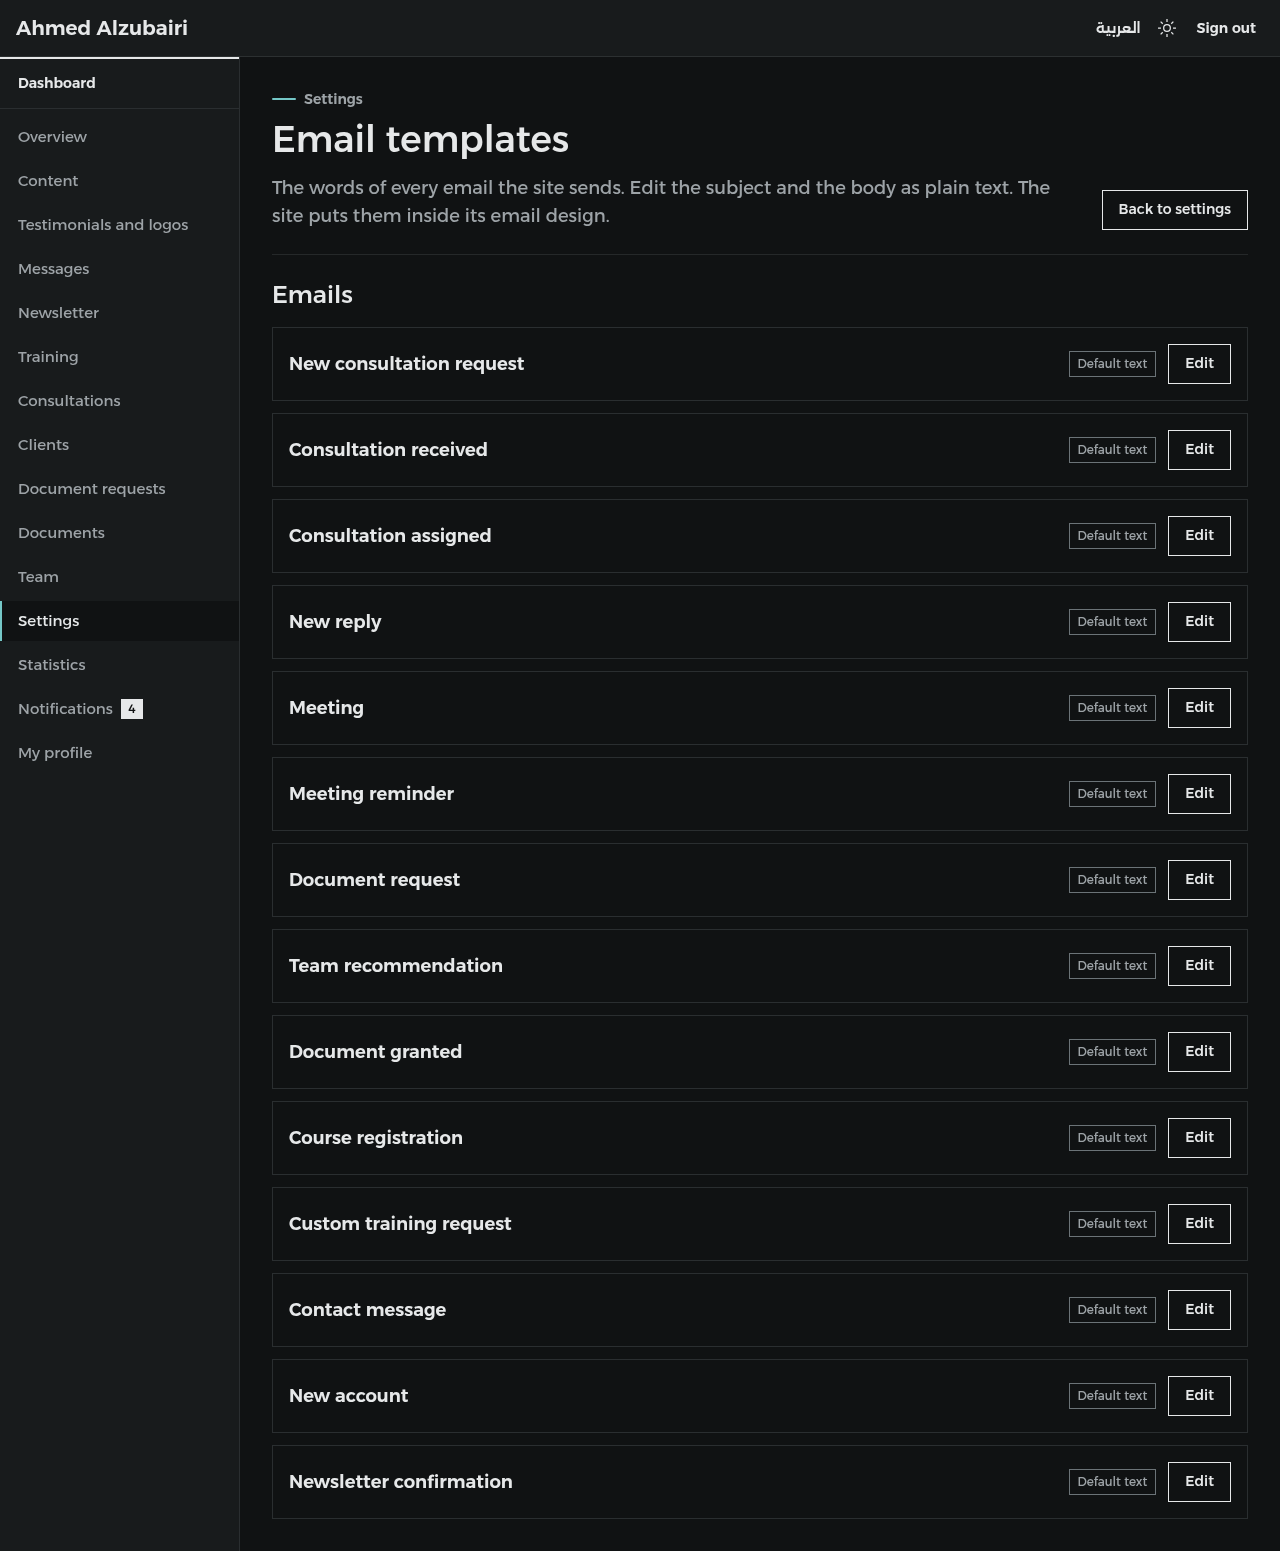 Ahmed Alzubairi
العربية
Sign out
Dashboard
Overview
Content
Testimonials and logos
Messages
Newsletter
Training
Consultations
Clients
Document requests
Documents
Team
Settings
Statistics
Notifications 4
My profile
Settings
Email templates
The words of every email the site sends. Edit the subject and the body as plain text. The
site puts them inside its email design.
Back to settings
Emails
New consultation request Default text Edit
Consultation received Default text Edit
Consultation assigned Default text Edit
New reply Default text Edit
Meeting Default text Edit
Meeting reminder Default text Edit
Document request Default text Edit
Team recommendation Default text Edit
Document granted Default text Edit
Course registration Default text Edit
Custom training request Default text Edit
Contact message Default text Edit
New account Default text Edit
Newsletter confirmation Default text Edit